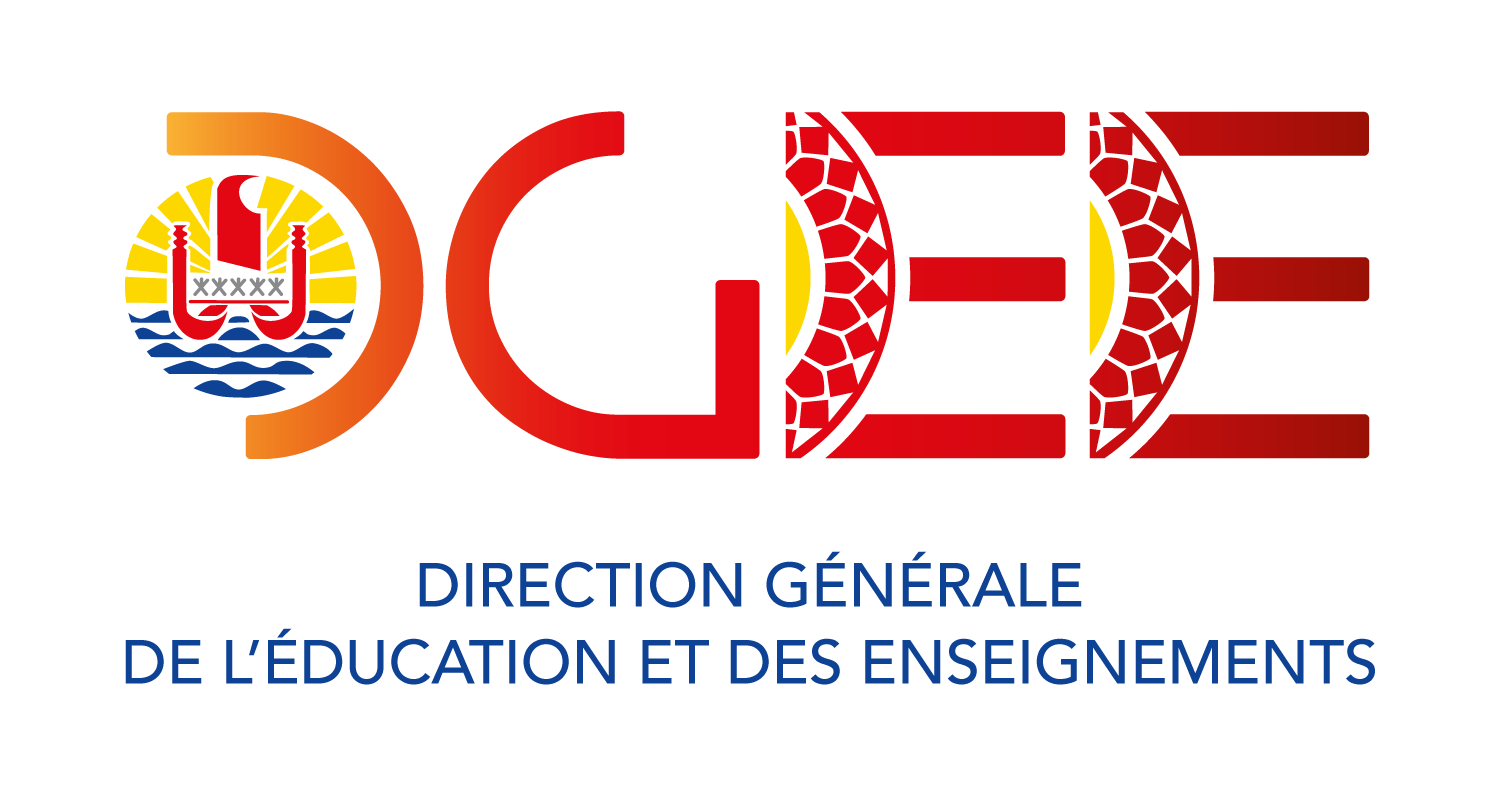 DGEE
DIRECTION GÉNÉRALE
DE L’ÉDUCATION ET DES ENSEIGNEMENTS